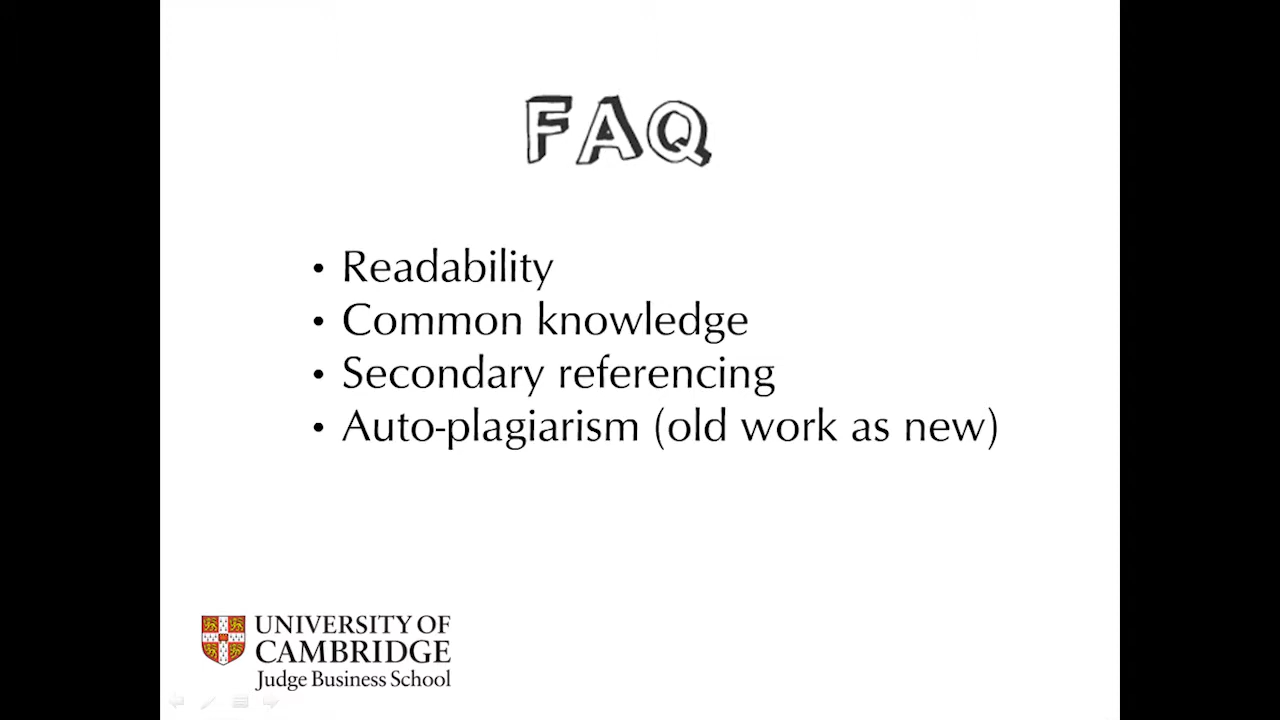 FAQ
• Readability
• Common knowledge
• Secondary referencing
• Auto-plagiarism (old work as new)
UNIVERSITY OF
CAMBRIDGE
Judge Business School